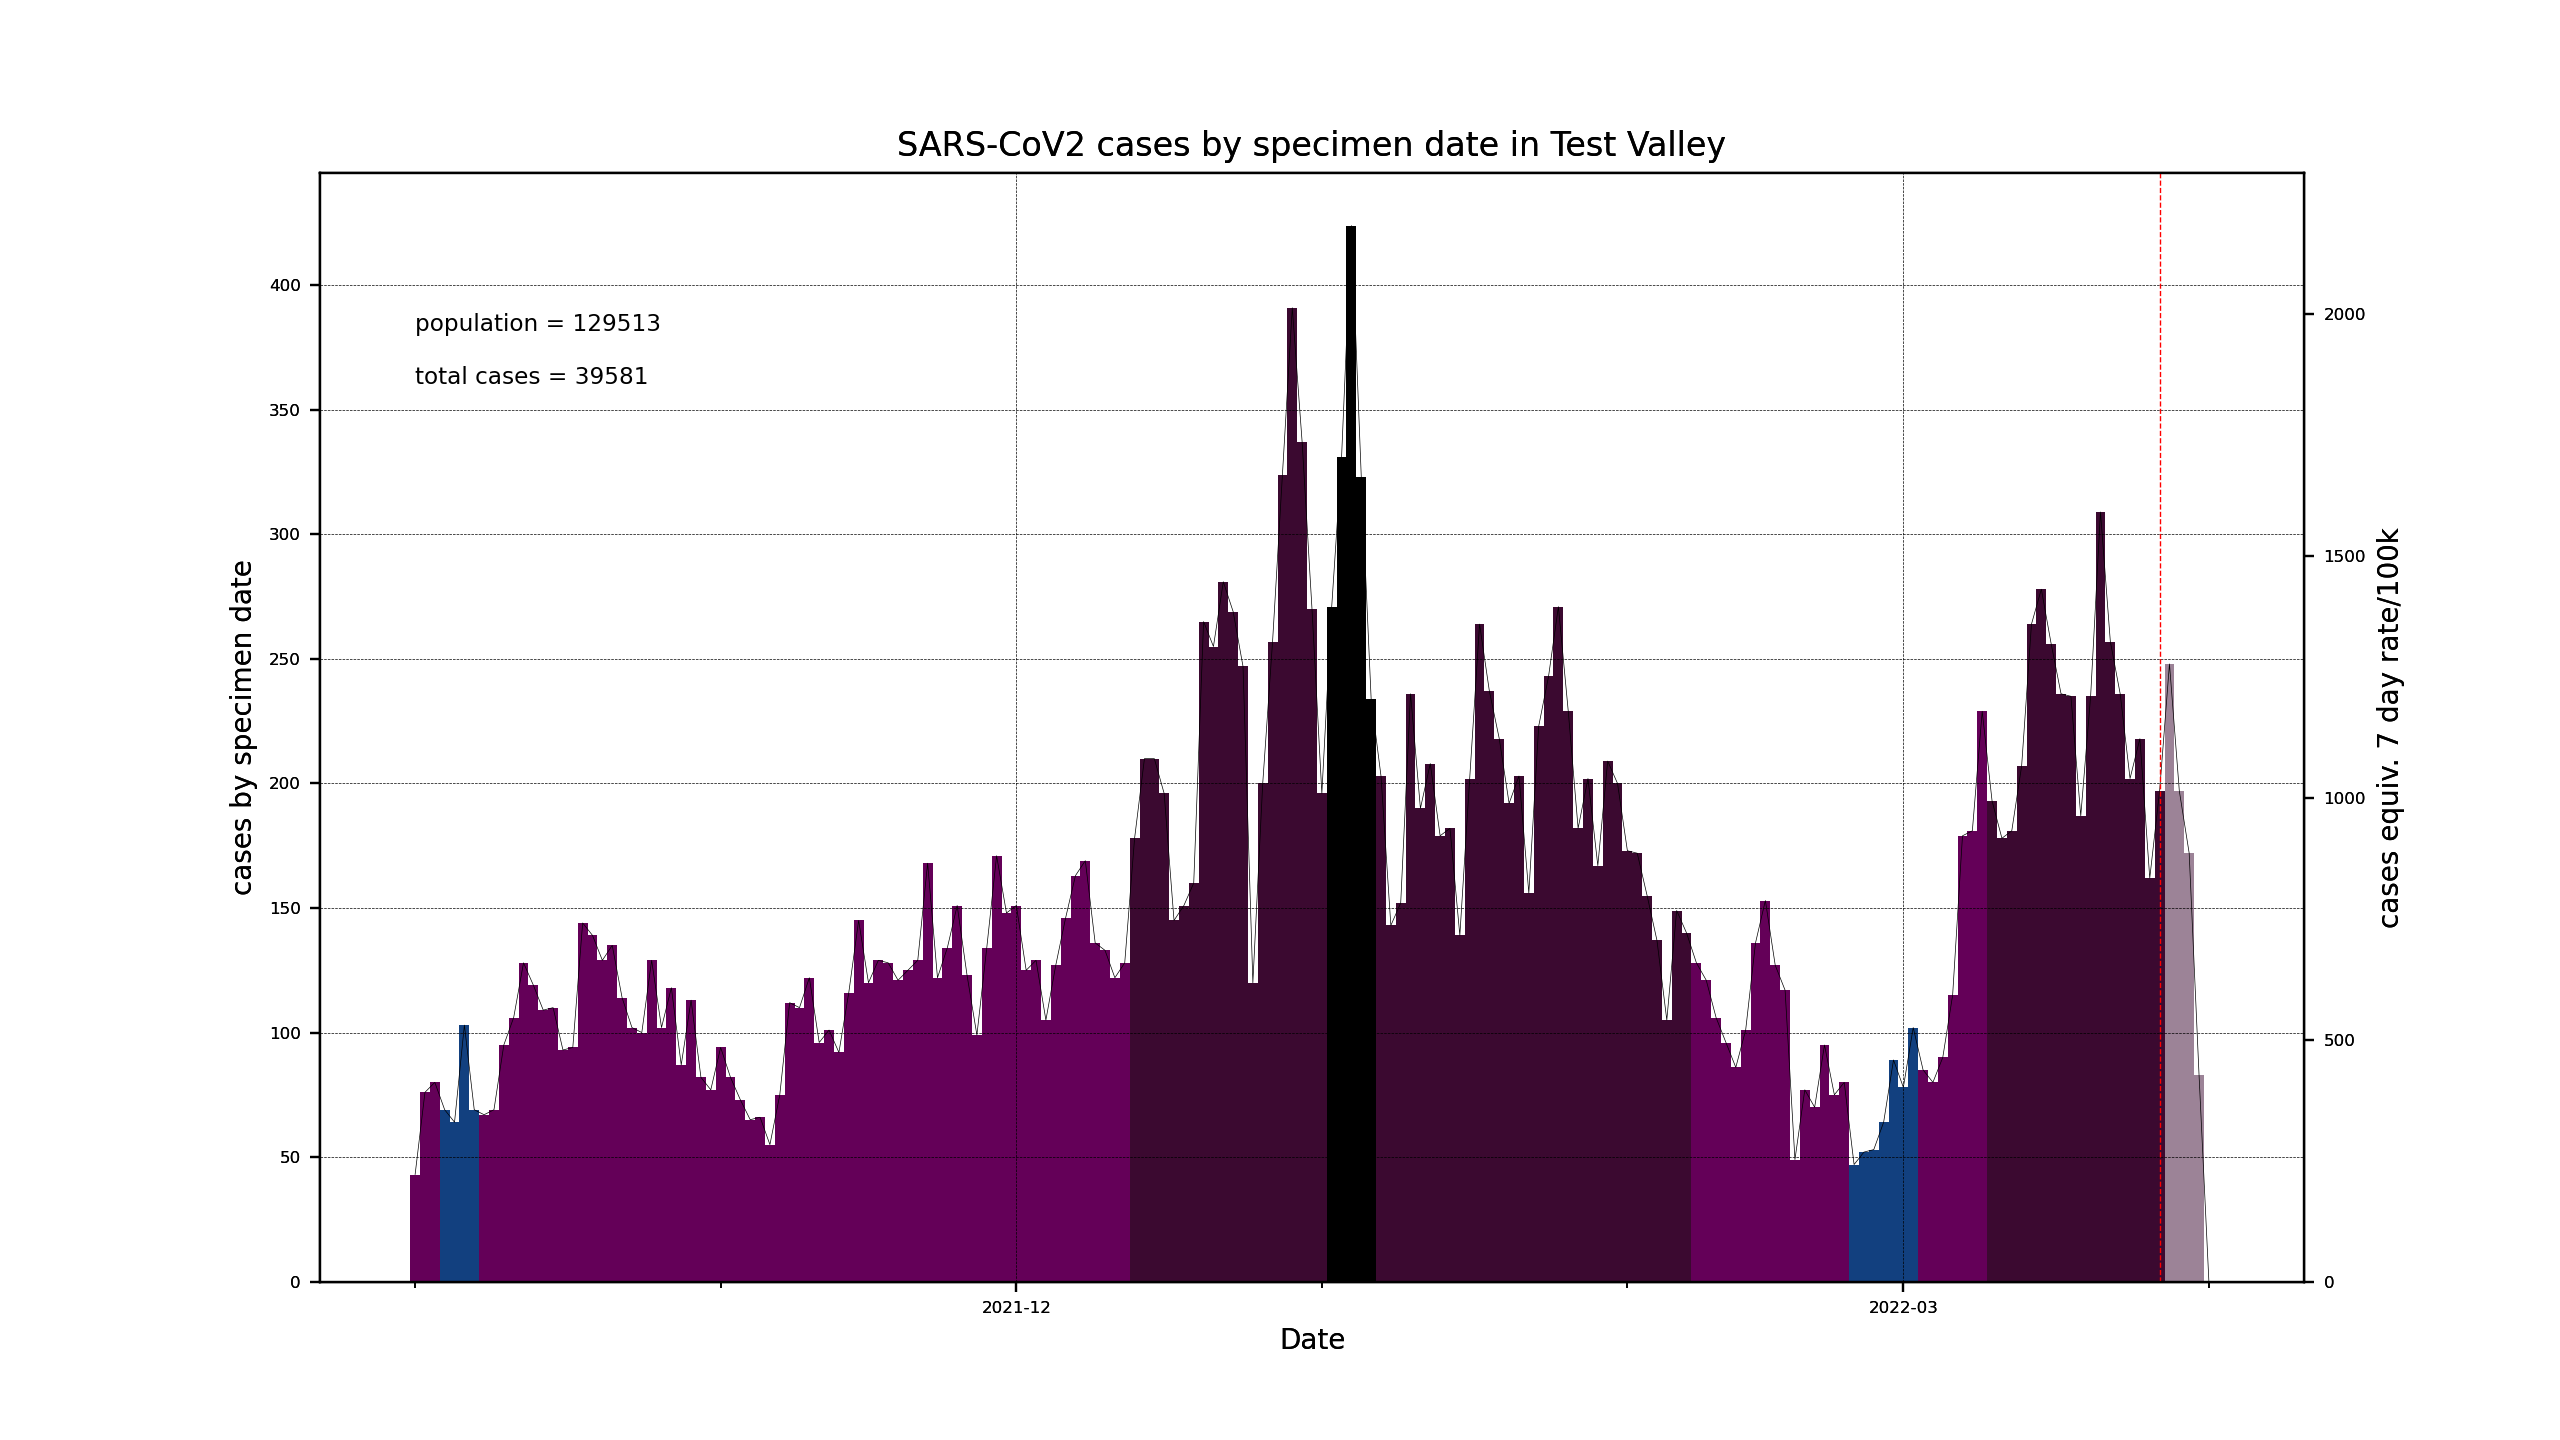 SARS-CoV2 cases by specimen date in Test Valley
population = 129513
total cases = 39581
cases by specimen date
400
350
300
250
200
150
100
50
0
2000
1500
1000
500
0
cases equiv. 7 day rate/100k
2021-12
2022-03
Date